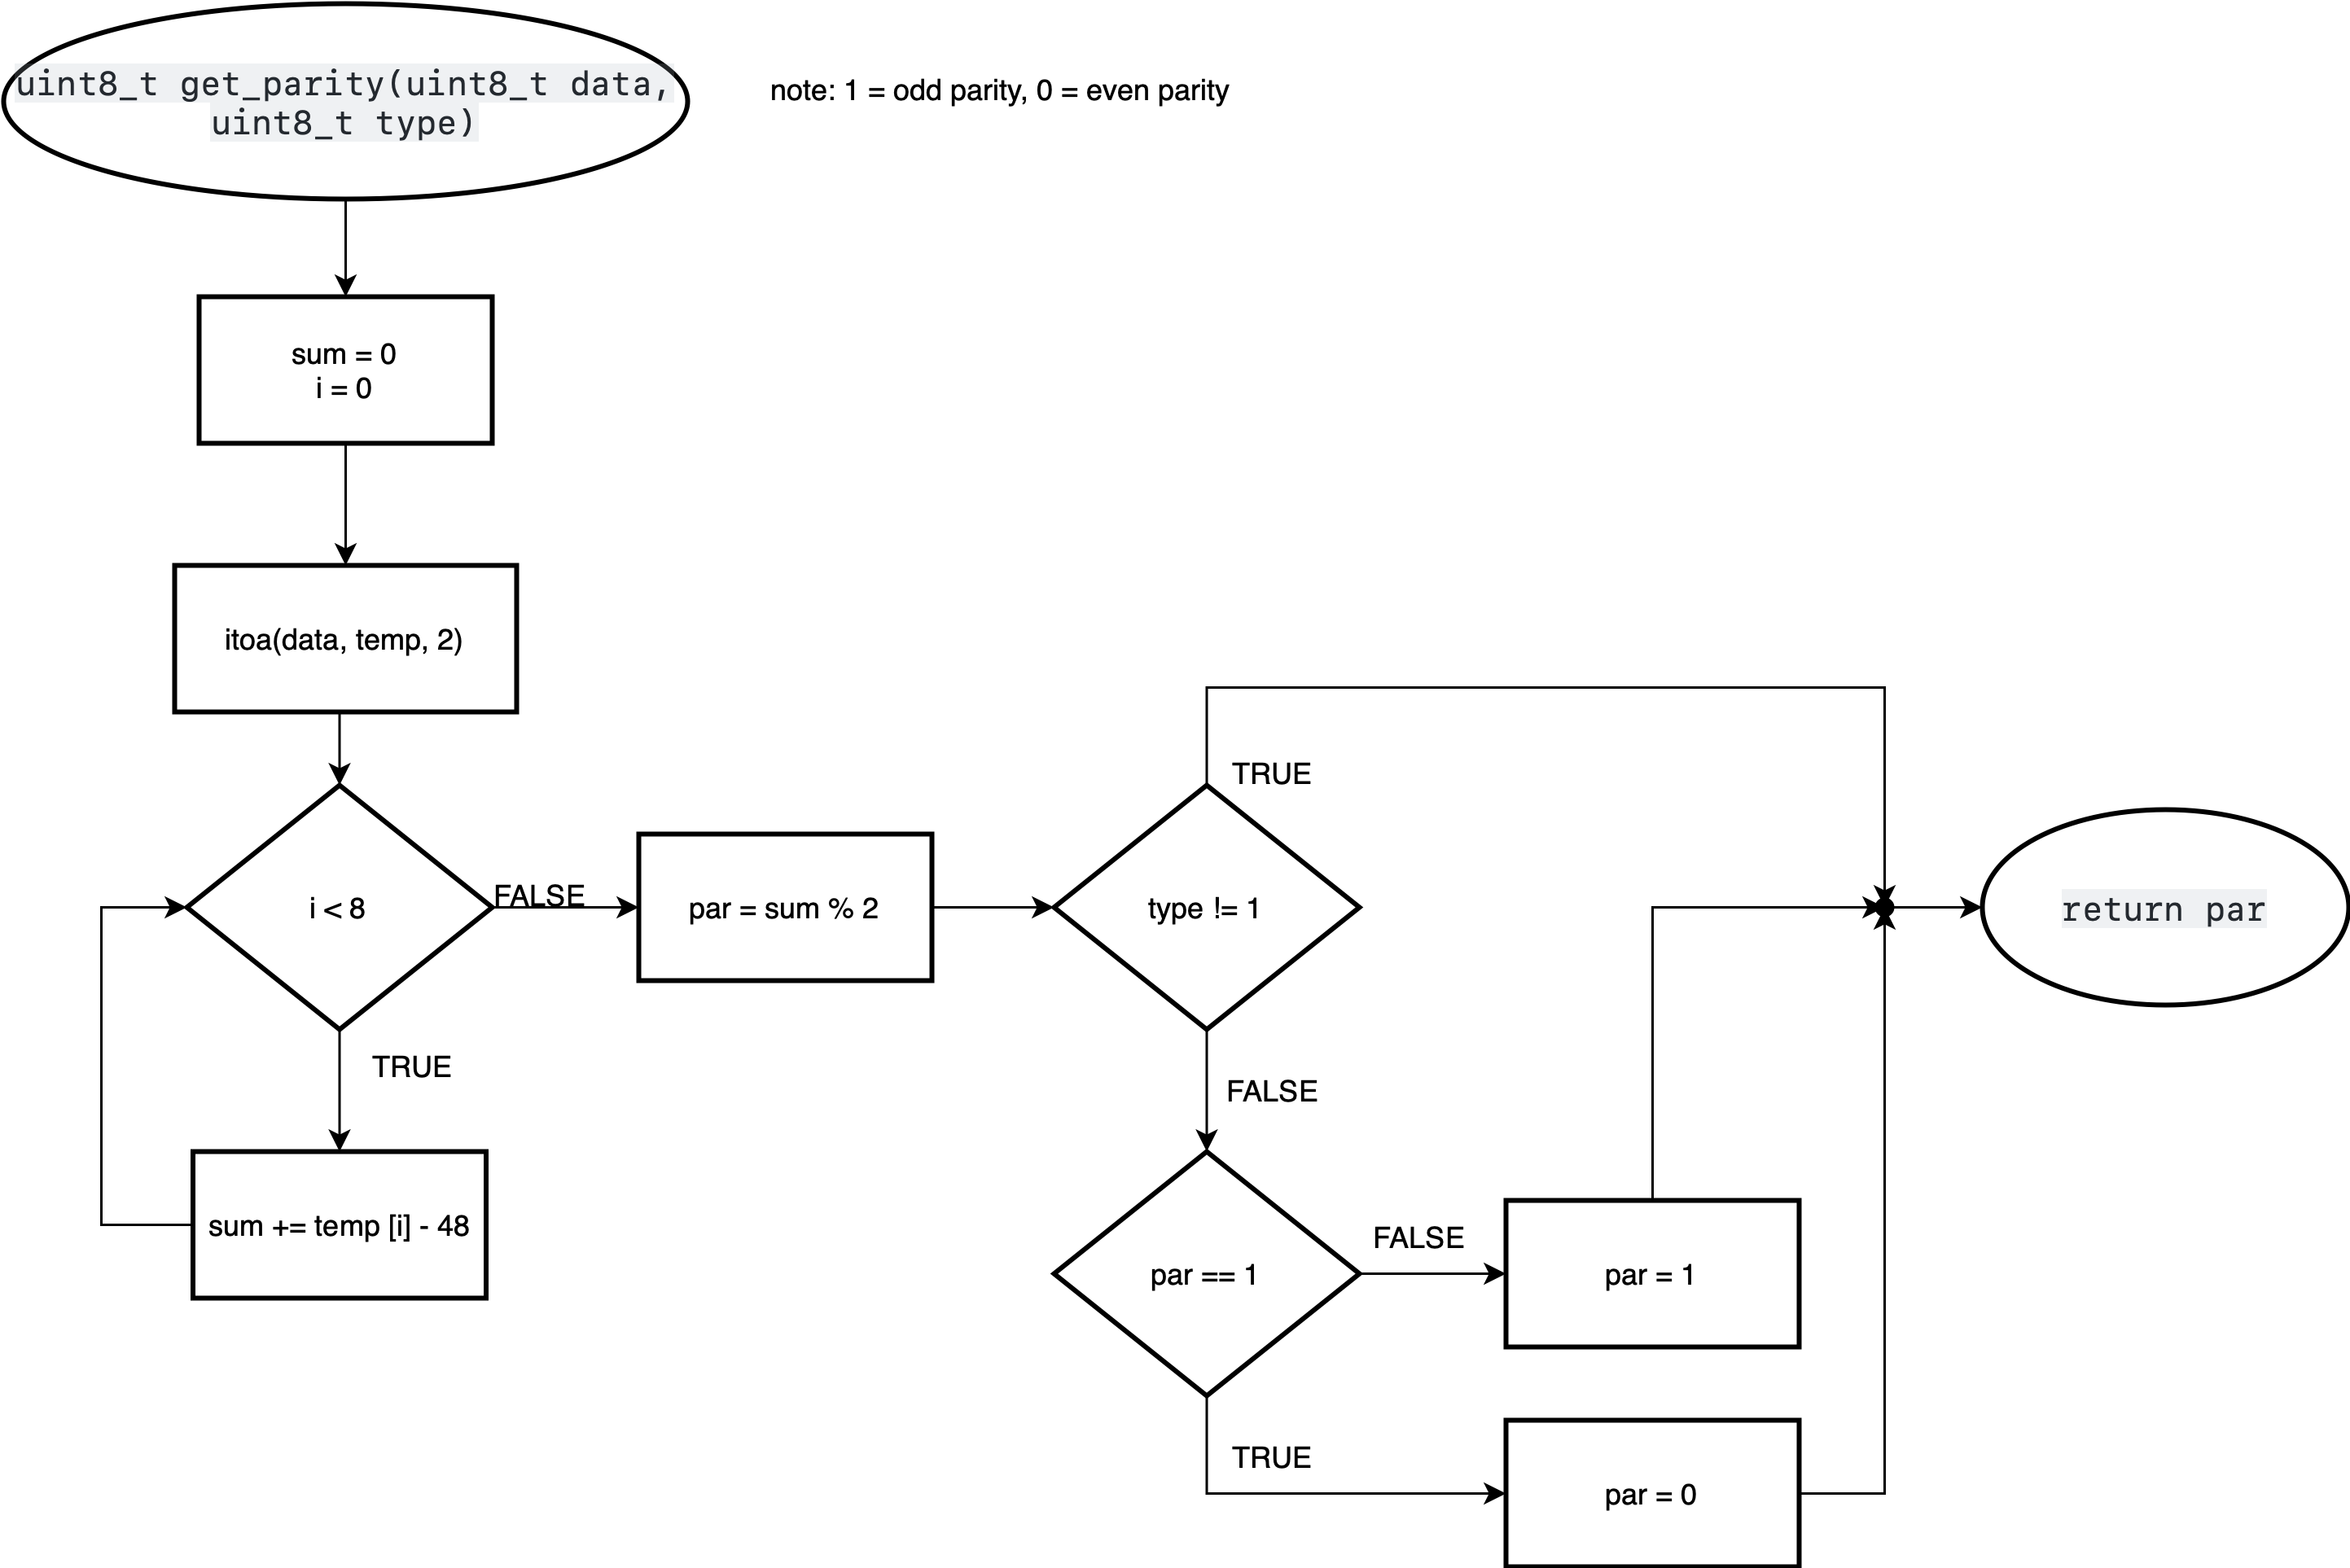 uint8_t get_parity(uint8_t data,
uint8_t type)
note: 1 = odd parity, 0 = even parity
sum = 0
i = 0
itoa(data, temp, 2)
i < 8
FALSE
par = sum % 2
type != 1
TRUE
return par
TRUE
FALSE
sum += temp [i] - 48
par == 1
FALSE
par = 1
TRUE
par = 0